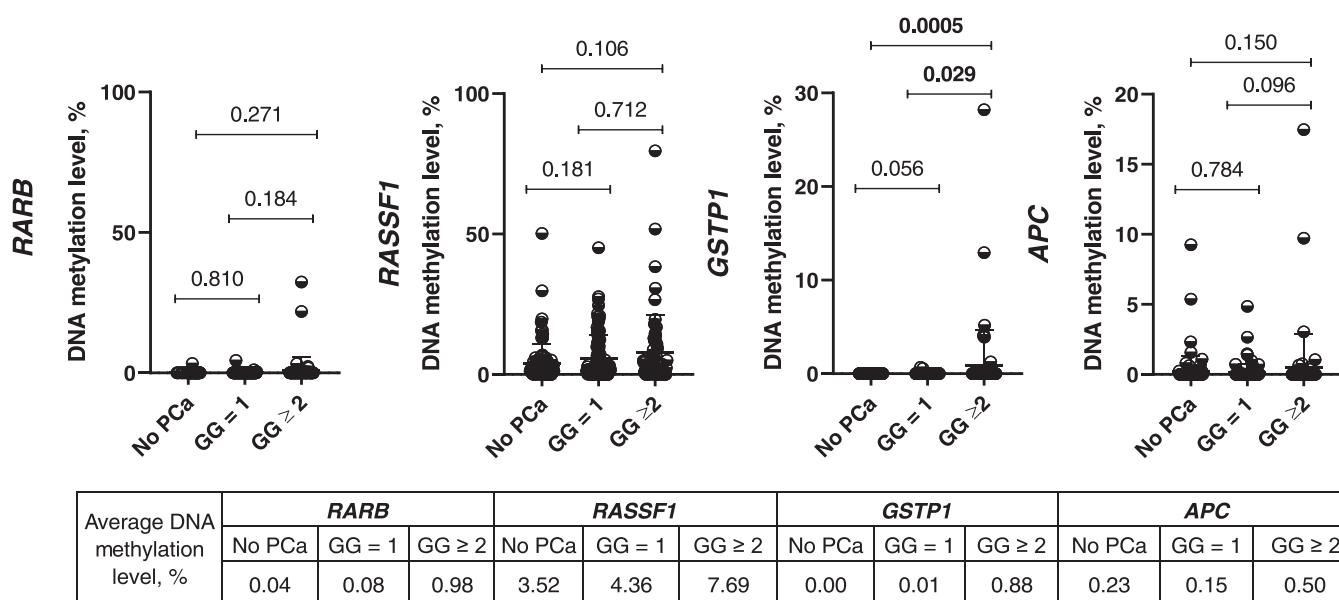 RARB
DNA metylation level, %
100
50
0
0.271
0.184
0.810
No PCa
GG = 1
GG ≥ 2
RASSF1
DNA methylation level, %
100
50
0
0.106
0.712
0.181
No PCa
GG = 1
GG ≥2
GSTP1
DNA methylation level, %
30
20
10
0
0.0005
0.029
0.056
No PCa
GG = 1
GG ≥2
APC
DNA methylation level, %
20
15
10
5
0
0.150
0.096
0.784
No PCa
GG = 1
GG ≥ 2
Average DNA
methylation
level, %
RARB RASSF1 GSTP1 APC
No PCa GG = 1 GG ≥ 2 No PCa GG = 1 GG ≥ 2 No PCa GG = 1 GG ≥ 2 No PCa GG = 1 GG ≥ 2
0.04 0.08 0.98 3.52 4.36 7.69 0.00 0.01 0.88 0.23 0.15 0.50